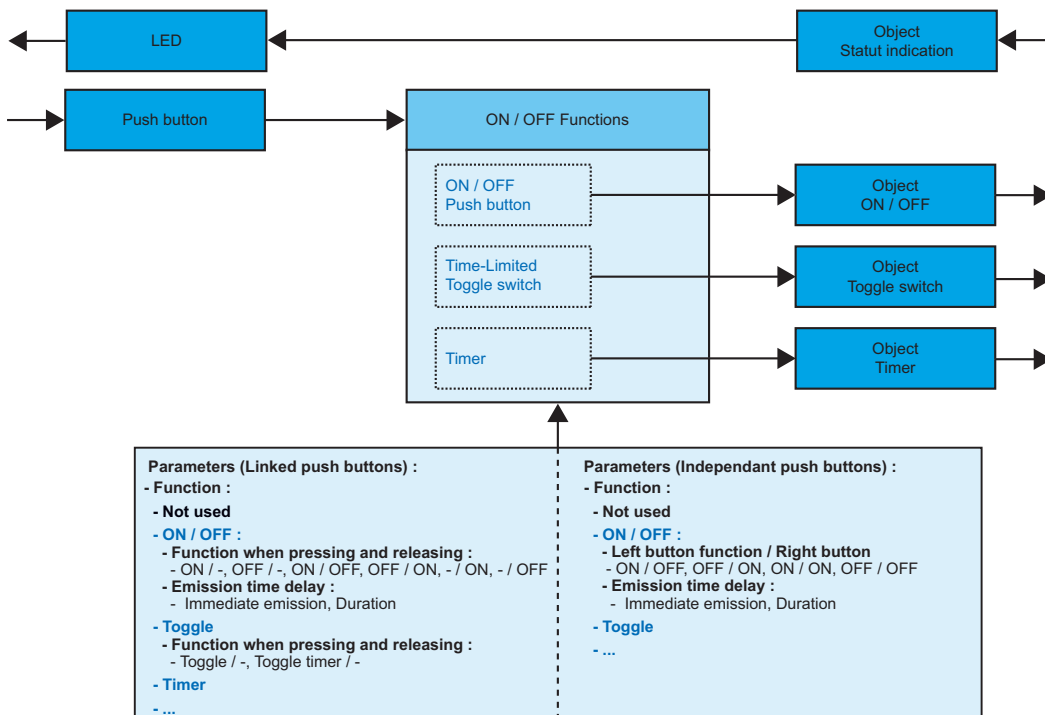 LED
Object
Statut indication
Push button
ON / OFF Functions
ON / OFF
Push button
Object
ON / OFF
Time-Limited
Toggle switch
Object
Toggle switch
Timer
Object
Timer
Parameters (Linked push buttons) :
- Function :
- Not used
- ON / OFF :
- Function when pressing and releasing :
- ON / -, OFF / -, ON / OFF, OFF / ON, - / ON, - / OFF
- Emission time delay :
- Immediate emission, Duration
- Toggle
- Function when pressing and releasing :
- Toggle / -, Toggle timer / -
- Timer
- ...
Parameters (Independant push buttons) :
- Function :
- Not used
- ON / OFF :
- Left button function / Right button
- ON / OFF, OFF / ON, ON / ON, OFF / OFF
- Emission time delay :
- Immediate emission, Duration
- Toggle
- ...